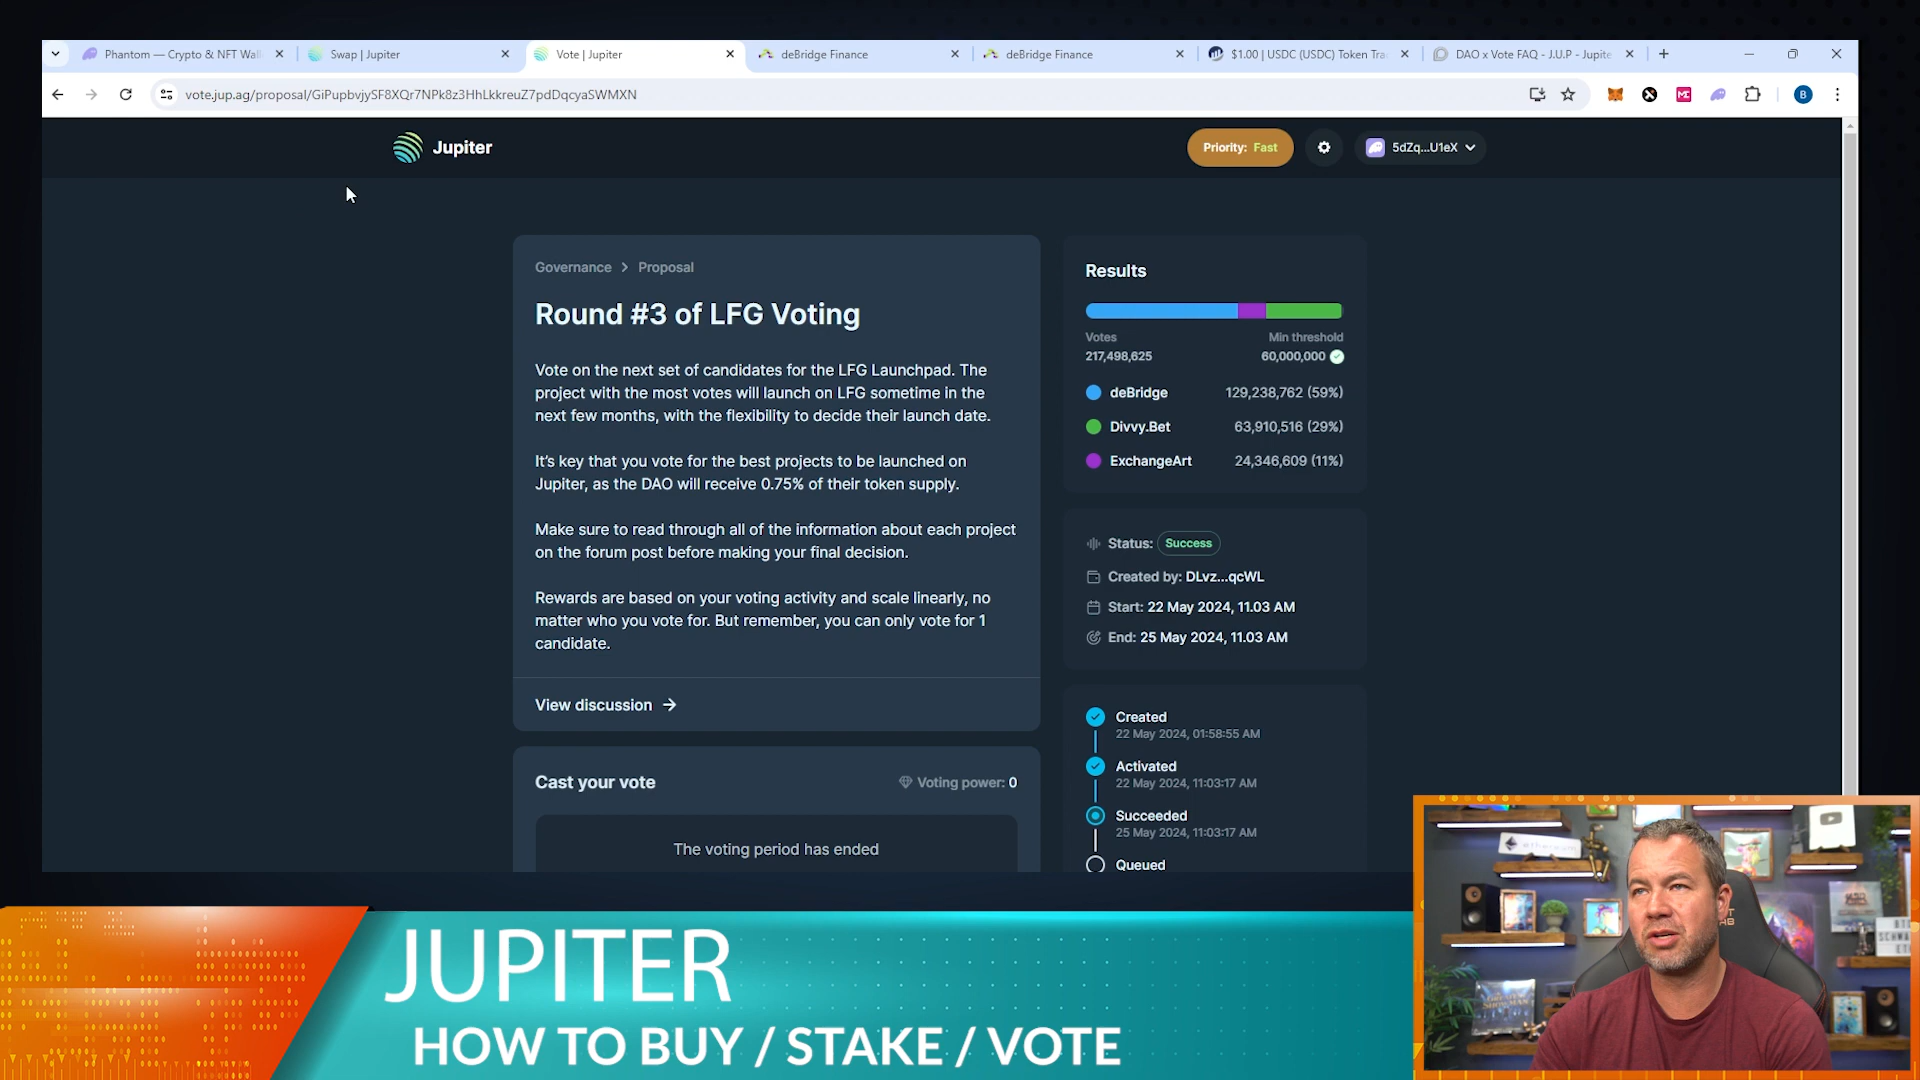 Phantom — Crypto & NFT Wall
Swap | Jupiter
Vote | Jupiter
deBridge Finance
deBridge Finance
$1.00 | USDC (USDC) Token Tra
DAO x Vote FAQ - J.U.P - Jupite
vote.jup.ag/proposal/GiPupbvjySF8XQr7NPk8z3HhLkkreuZ7pdDqcyaSWMXN
B
Jupiter
Priority: Fast
5dZq...U1eX
Governance > Proposal
Round #3 of LFG Voting
Vote on the next set of candidates for the LFG Launchpad. The
project with the most votes will launch on LFG sometime in the
next few months, with the flexibility to decide their launch date.
It's key that you vote for the best projects to be launched on
Jupiter, as the DAO will receive 0.75% of their token supply.
Make sure to read through all of the information about each project
on the forum post before making your final decision.
Rewards are based on your voting activity and scale linearly, no
matter who you vote for. But remember, you can only vote for 1
candidate.
View discussion →
Cast your vote
Voting power: 0
The voting period has ended
Results
Votes
Min threshold
217,498,625
60,000,000
deBridge 129,238,762 (59%)
Divvy.Bet 63,910,516 (29%)
ExchangeArt 24,346,609 (11%)
Status: Success
Created by: DLvz...qcWL
Start: 22 May 2024, 11.03 AM
End: 25 May 2024, 11.03 AM
Created
22 May 2024, 01:58:55 AM
Activated
22 May 2024, 11:03:17 AM
Succeeded
25 May 2024, 11:03:17 AM
Queued
JUPITER
HOW TO BUY / STAKE / VOTE